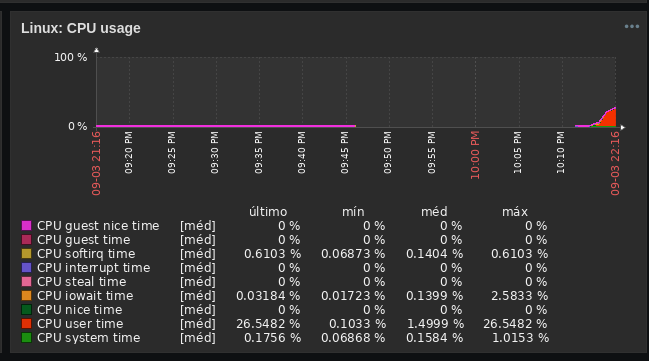 Linux: CPU usage
100 %
0 %
09-03 21:16
09:20 PM
09:25 PM
09:30 PM
09:35 PM
09:40 PM
09:45 PM
09:50 PM
09:55 PM
10:00 PM
10:05 PM
10:10 PM
09-03 22:16
último mín méd máx
CPU guest nice time [méd] 0 % 0 % 0 % 0 %
CPU guest time [méd] 0 % 0 % 0 % 0 %
CPU softirq time [méd] 0.6103 % 0.06873 % 0.1404 % 0.6103 %
CPU interrupt time [méd] 0 % 0 % 0 % 0 %
CPU steal time [méd] 0 % 0 % 0 % 0 %
CPU iowait time [méd] 0.03184 % 0.01723 % 0.1399 % 2.5833 %
CPU nice time [méd] 0 % 0 % 0 % 0 %
CPU user time [méd] 26.5482 % 0.1033 % 1.4999 % 26.5482 %
CPU system time [méd] 0.1756 % 0.06868 % 0.1584 % 1.0153 %